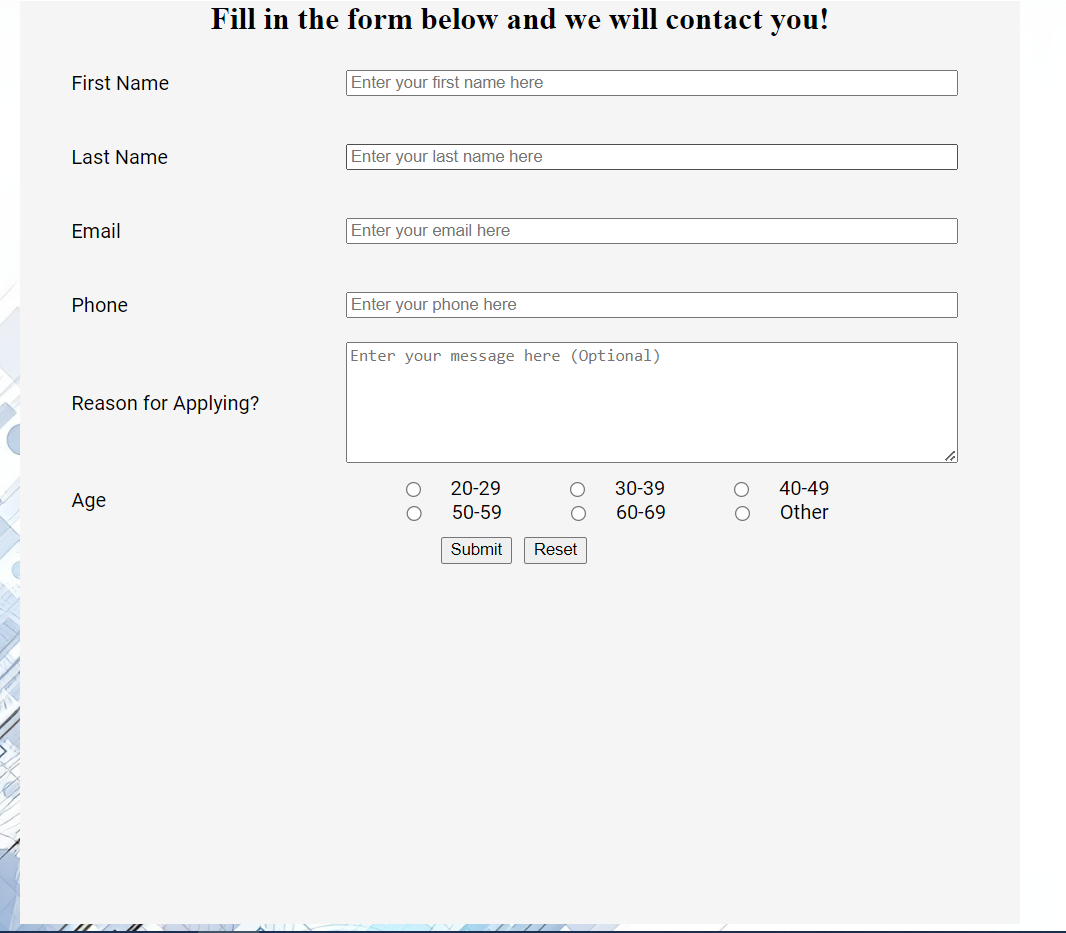 Fill in the form below and we will contact you!
First Name
Enter your first name here
Last Name
Enter your last name here
Email
Enter your email here
Phone
Enter your phone here
Reason for Applying?
Enter your message here (Optional)
Age
20-29 30-39 40-49
50-59 60-69 Other
Submit Reset